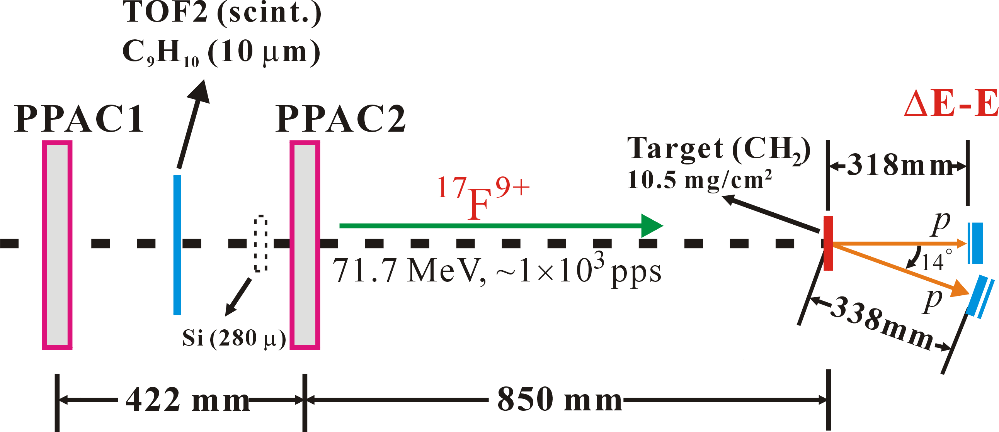 TOF2 (scint.)
C₉H₁₀ (10 μm)
PPAC1
PPAC2
ΔE-E
Target (CH₂)
10.5 mg/cm²
318mm
¹⁷F⁹⁺
p
14°
71.7 MeV, ~1×10³ pps
p
338mm
Si (280 μ)
422 mm
850 mm